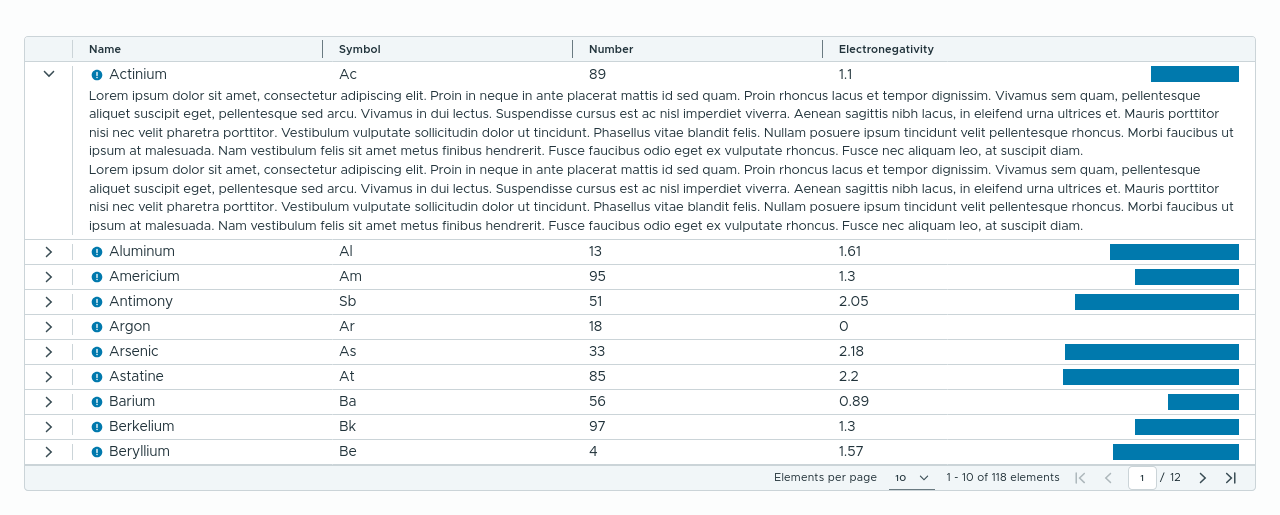 Name Symbol Number Electronegativity
Actinium Ac 89 1.1
Lorem ipsum dolor sit amet, consectetur adipiscing elit. Proin in neque in ante placerat mattis id sed quam. Proin rhoncus lacus et tempor dignissim. Vivamus sem quam, pellentesque
aliquet suscipit eget, pellentesque sed arcu. Vivamus in dui lectus. Suspendisse cursus est ac nisl imperdiet viverra. Aenean sagittis nibh lacus, in eleifend urna ultrices et. Mauris porttitor
nisi nec velit pharetra porttitor. Vestibulum vulputate sollicitudin dolor ut tincidunt. Phasellus vitae blandit felis. Nullam posuere ipsum tincidunt velit pellentesque rhoncus. Morbi faucibus ut
ipsum at malesuada. Nam vestibulum felis sit amet metus finibus hendrerit. Fusce faucibus odio eget ex vulputate rhoncus. Fusce nec aliquam leo, at suscipit diam.
Lorem ipsum dolor sit amet, consectetur adipiscing elit. Proin in neque in ante placerat mattis id sed quam. Proin rhoncus lacus et tempor dignissim. Vivamus sem quam, pellentesque
aliquet suscipit eget, pellentesque sed arcu. Vivamus in dui lectus. Suspendisse cursus est ac nisl imperdiet viverra. Aenean sagittis nibh lacus, in eleifend urna ultrices et. Mauris porttitor
nisi nec velit pharetra porttitor. Vestibulum vulputate sollicitudin dolor ut tincidunt. Phasellus vitae blandit felis. Nullam posuere ipsum tincidunt velit pellentesque rhoncus. Morbi faucibus ut
ipsum at malesuada. Nam vestibulum felis sit amet metus finibus hendrerit. Fusce faucibus odio eget ex vulputate rhoncus. Fusce nec aliquam leo, at suscipit diam.
Aluminum Al 13 1.61
Americium Am 95 1.3
Antimony Sb 51 2.05
Argon Ar 18 0
Arsenic As 33 2.18
Astatine At 85 2.2
Barium Ba 56 0.89
Berkelium Bk 97 1.3
Beryllium Be 4 1.57
Elements per page 10 1 - 10 of 118 elements 1 / 12